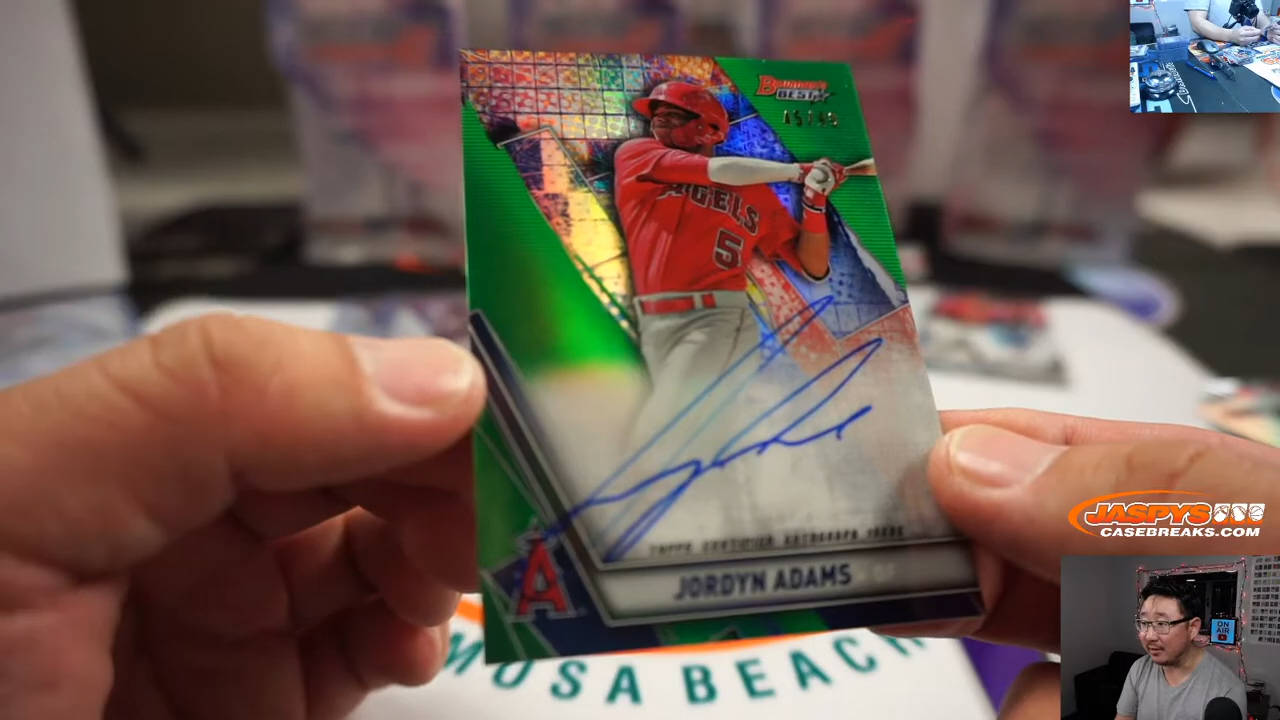 BOWMAN'S
BEST
ANGELS
5
TOPPS CERTIFIED AUTOGRAPH ISSUE
JORDYN ADAMS
A
MOSA BEACH
ON
AIR
JASPYS
CASEBREAKS.COM